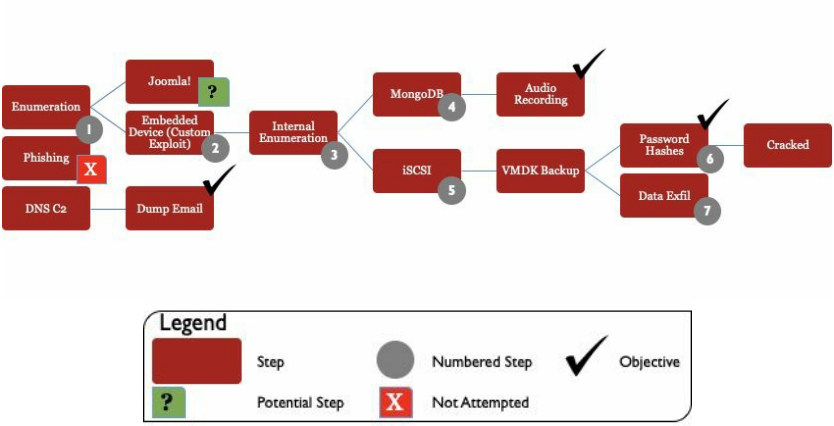 Joomla!
?
Enumeration
1
Embedded
Device (Custom
Exploit)
2
Internal
Enumeration
3
Phishing
X
DNS C2
Dump Email
MongoDB
4
Audio
Recording
iSCSI
5
VMDK Backup
Password
Hashes
6
Cracked
Data Exfil
7
Legend
Step
Numbered Step
Objective
?
Potential Step
X
Not Attempted